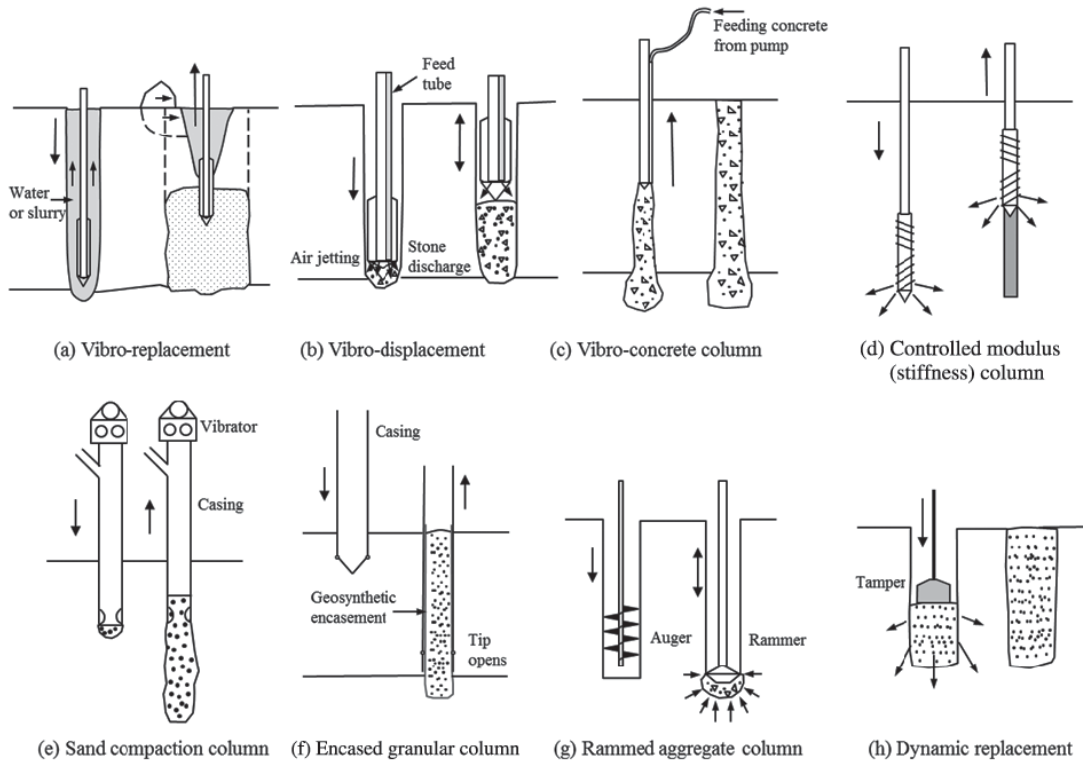 Feeding concrete
from pump
Feed
tube
Water
or slurry
Air jetting
Stone
discharge
(a) Vibro-replacement
(b) Vibro-displacement
(c) Vibro-concrete column
(d) Controlled modulus
(stiffness) column
Vibrator
Casing
Casing
Geosynthetic
encasement
Tip
opens
Auger
Rammer
Tamper
(e) Sand compaction column
(f) Encased granular column
(g) Rammed aggregate column
(h) Dynamic replacement